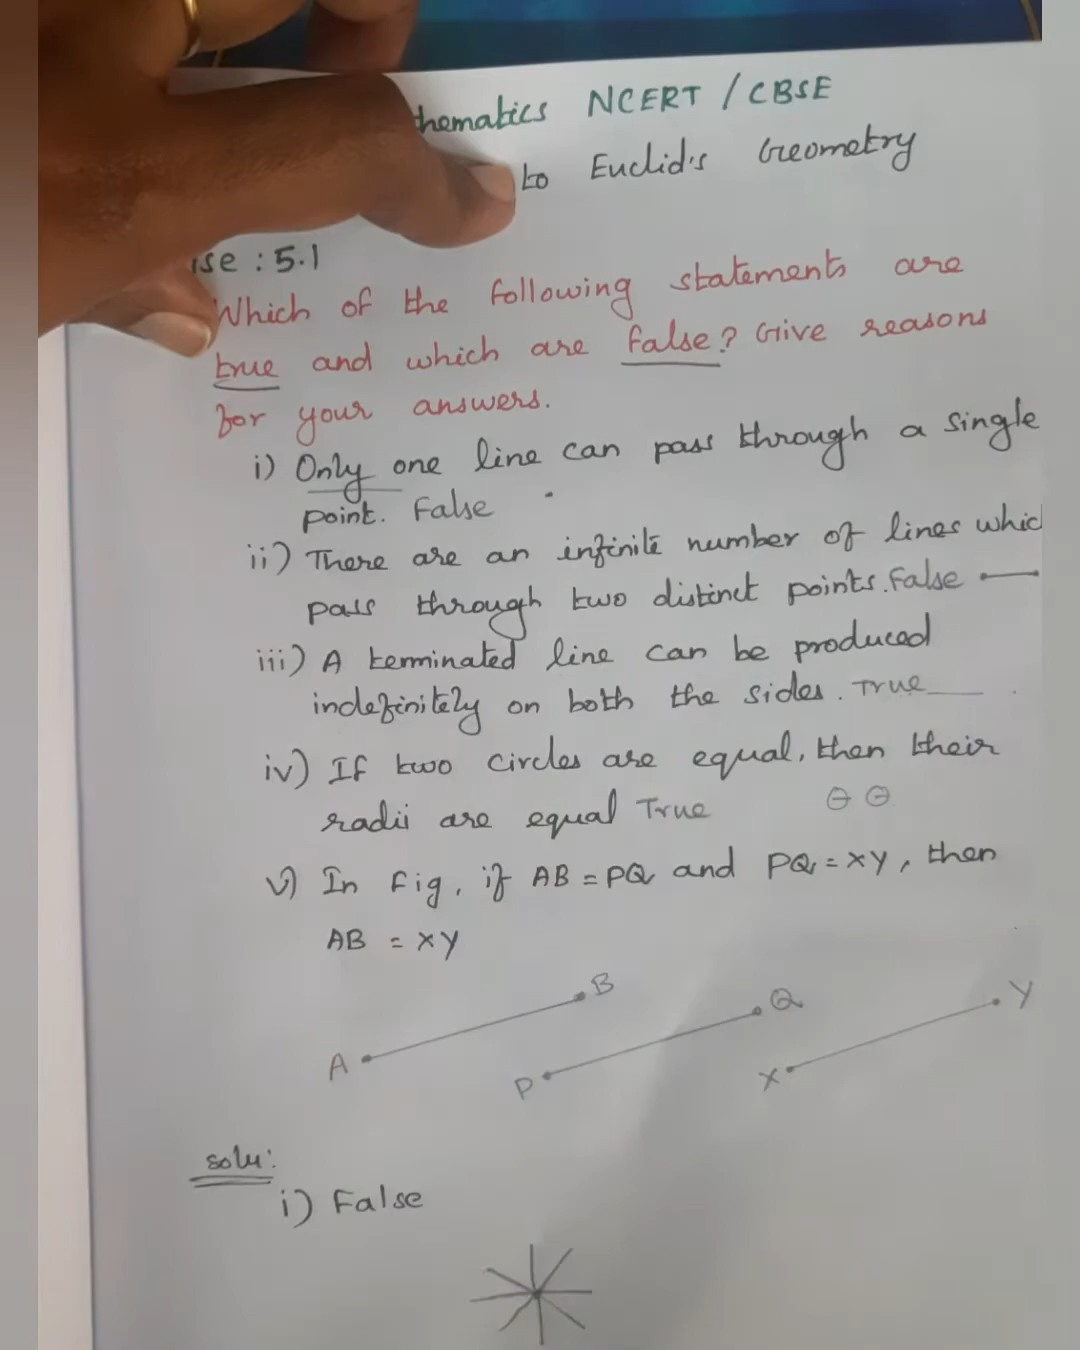 NCERT / CBSE
to Euclid's Geometry
: 5.1
Which of the following statements are
true and which are false? Give reasons
for your answers.
i) Only one line can pass through a single
point. False
ii) There are an infinite number of lines
pass through two distinct points. False
iii) A terminated line can be produced
indefinitely on both the sides. True
iv) If two circles are equal, then their
radii are equal True
v) In fig, if AB = PQ and PQ = XY, then
AB = XY
A B P Q X Y
solu:
i) False